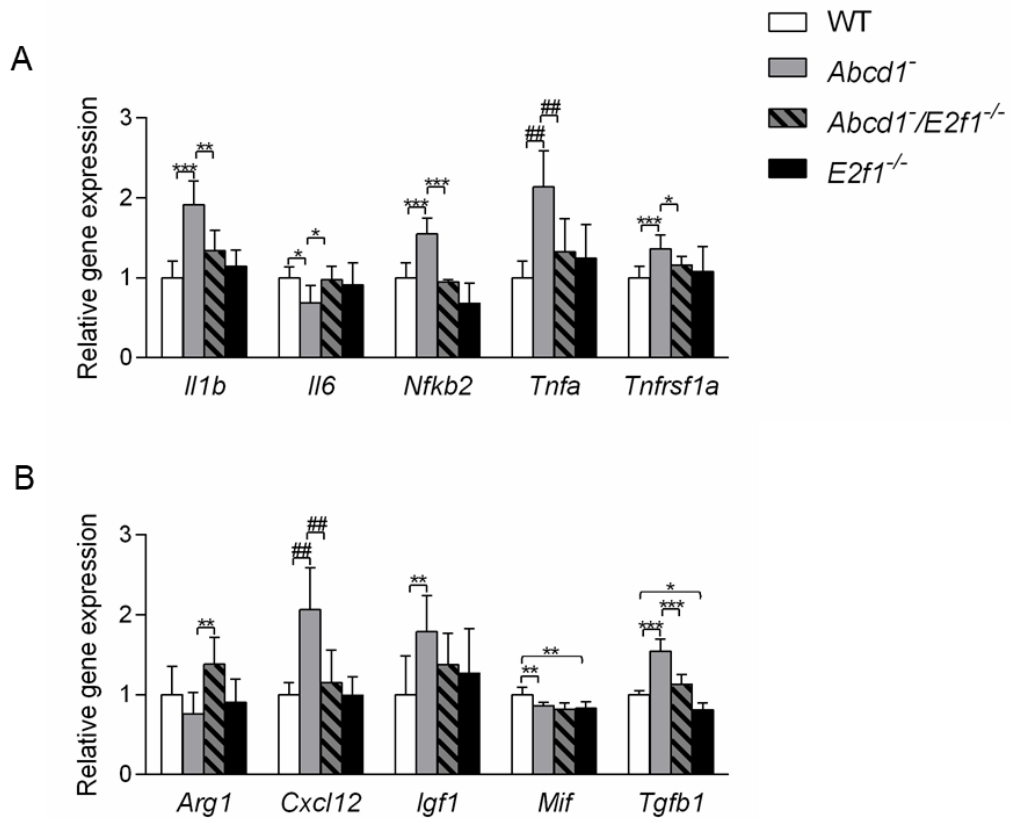 WT
Abcd1⁻
Abcd1⁻/E2f1⁻/⁻
E2f1⁻/⁻
A
Relative gene expression
3
2
1
0
*** **
* *
*** ***
## ##
*** *
Il1b Il6 Nfkb2 Tnfa Tnfrsf1a
B
Relative gene expression
3
2
1
0
**
## ##
**
** **
* *** ***
Arg1 Cxcl12 Igf1 Mif Tgfb1